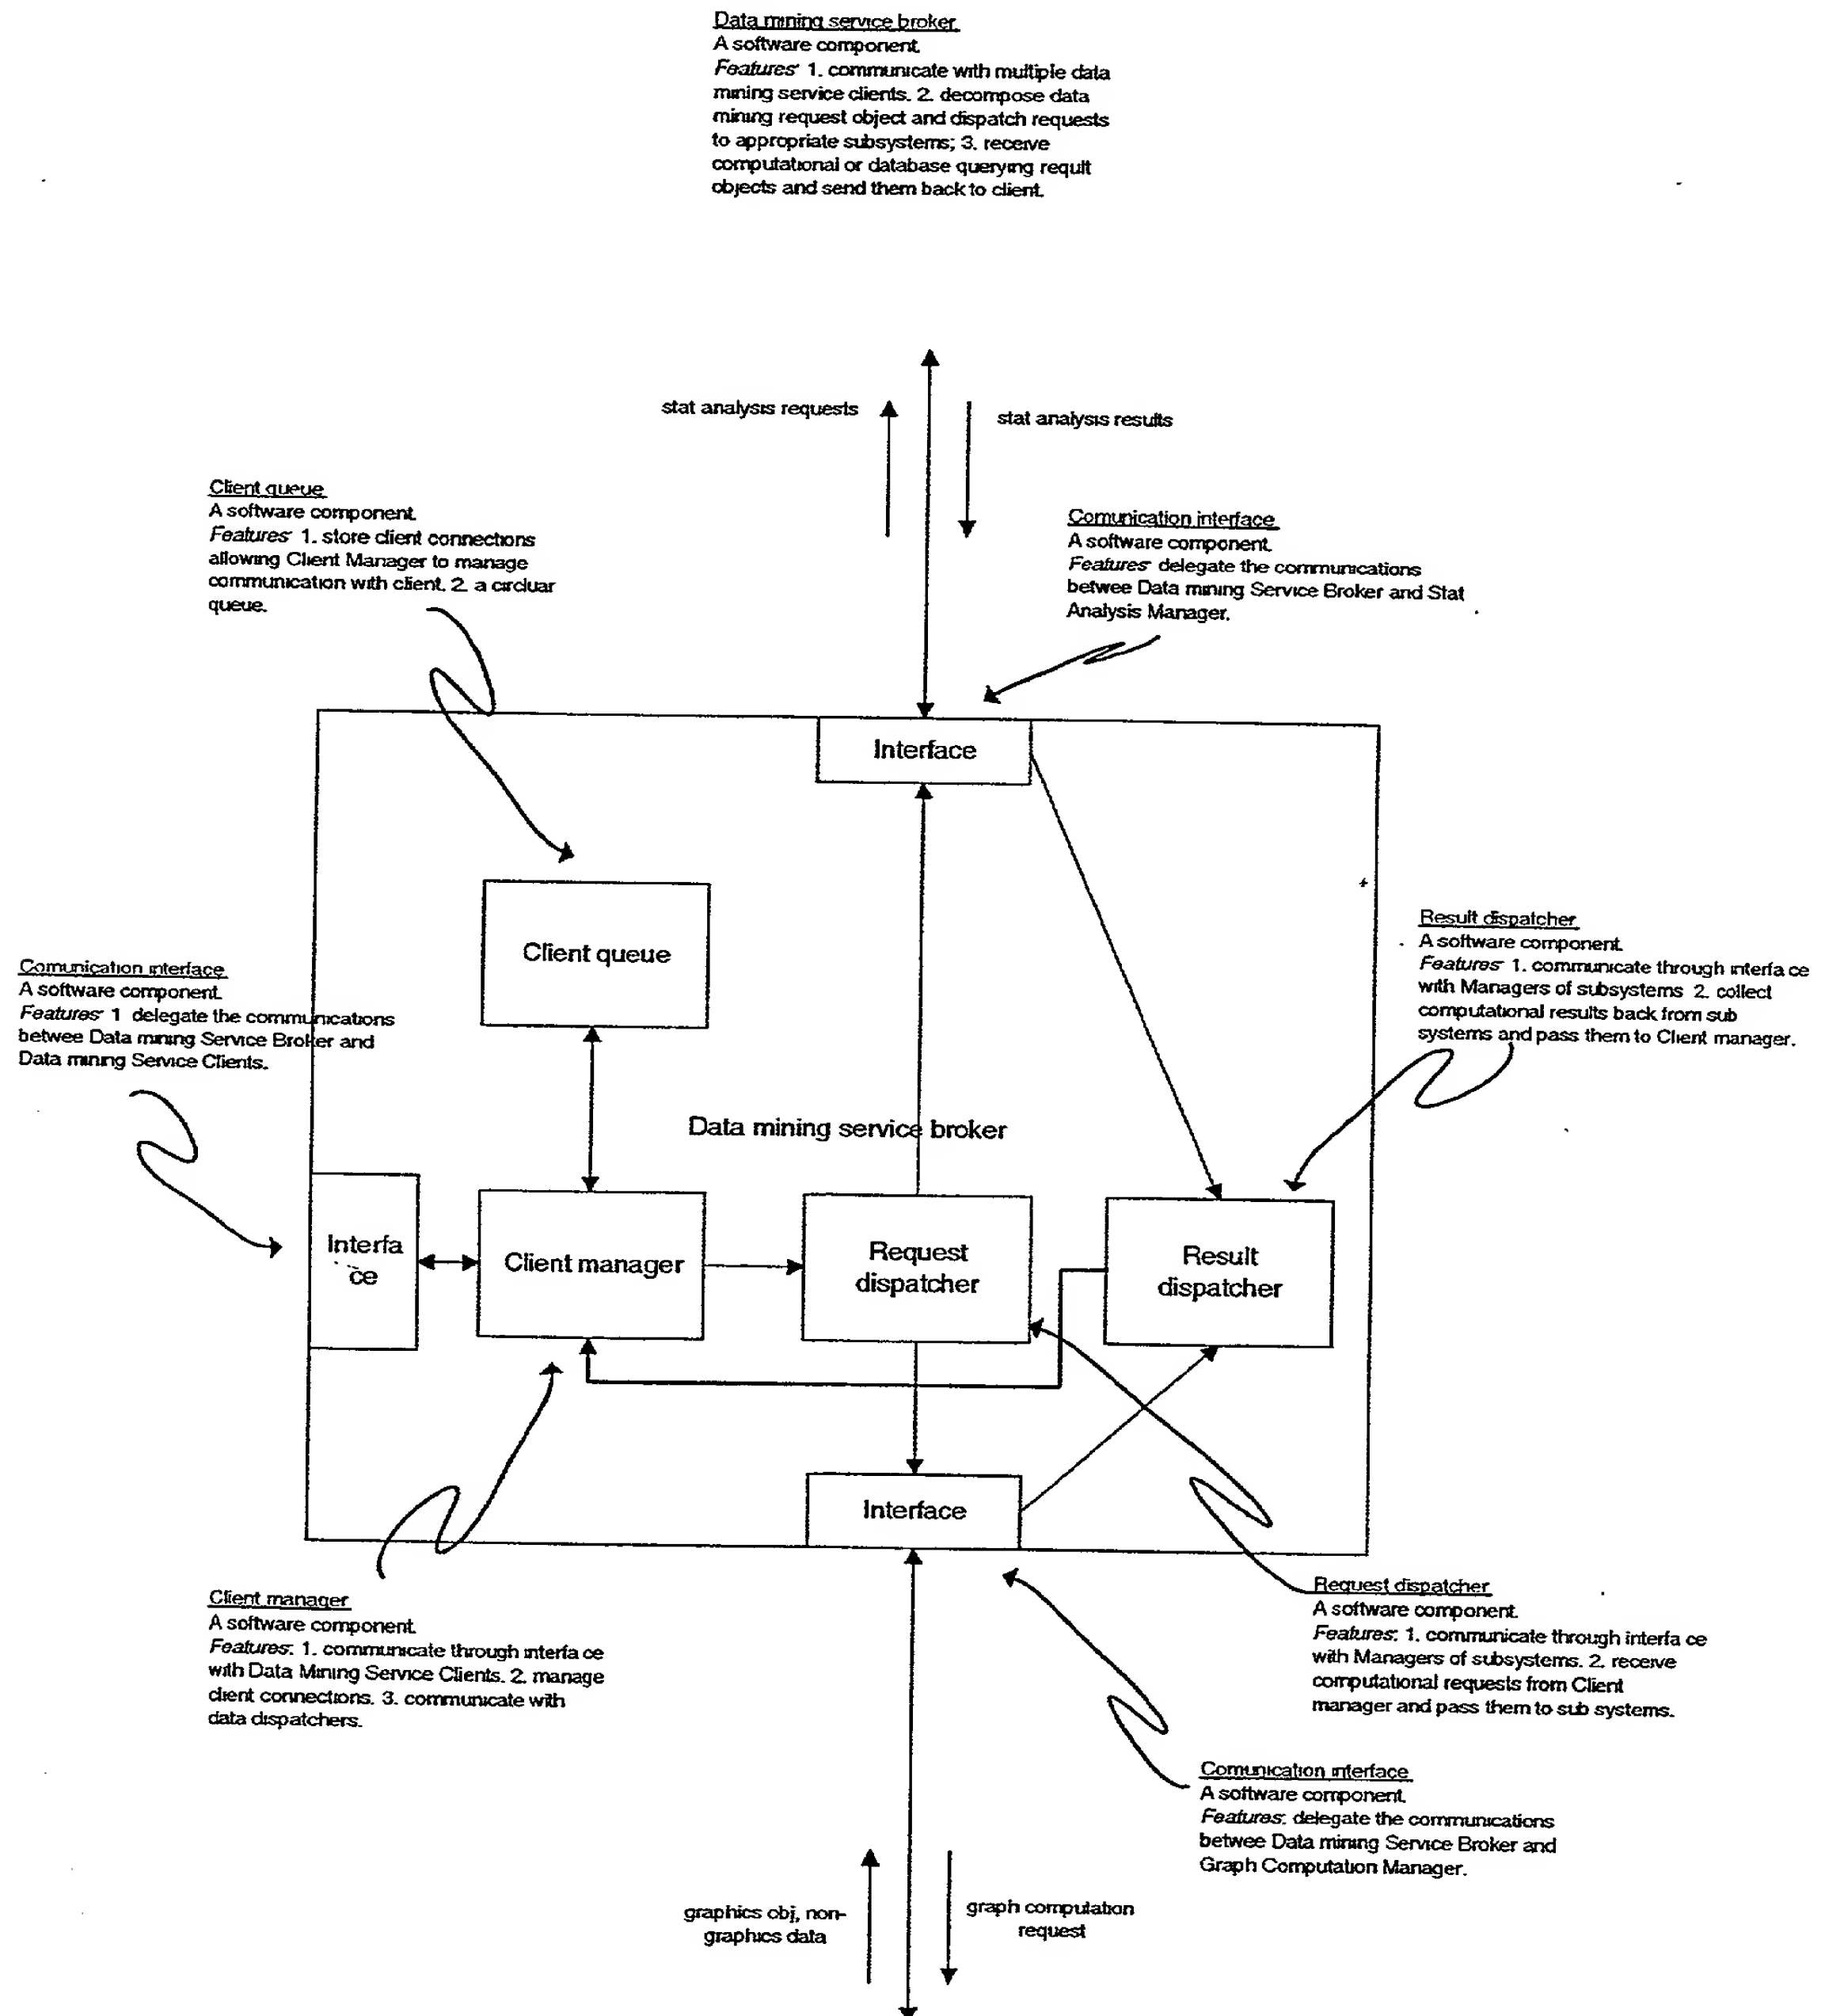 Data mining service broker
A software component.
Features 1. communicate with multiple data
mining service clients. 2. decompose data
mining request object and dispatch requests
to appropriate subsystems; 3. receive
computational or database querying reqult
objects and send them back to client.
stat analysis requests
stat analysis results
Client queue
A software component.
Features 1. store client connections
allowing Client Manager to manage
communication with client. 2. a circluar
queue.
Comunication interface
A software component.
Features delegate the communications
betwee Data mining Service Broker and Stat
Analysis Manager.
Interface
Client queue
Result dispatcher
A software component.
Features 1. communicate through interfa ce
with Managers of subsystems 2. collect
computational results back from sub
systems and pass them to Client manager.
Comunication interface
A software component.
Features 1 delegate the communications
betwee Data mining Service Broker and
Data mining Service Clients.
Data mining service broker
Interfa
ce
Client manager
Request
dispatcher
Result
dispatcher
Interface
Client manager
A software component.
Features. 1. communicate through interfa ce
with Data Mining Service Clients. 2. manage
client connections. 3. communicate with
data dispatchers.
Request dispatcher
A software component.
Features. 1. communicate through interfa ce
with Managers of subsystems. 2. receive
computational requests from Client
manager and pass them to sub systems.
Comunication interface
A software component.
Features. delegate the communications
betwee Data mining Service Broker and
Graph Computation Manager.
graphics obj, non-
graphics data
graph computation
request